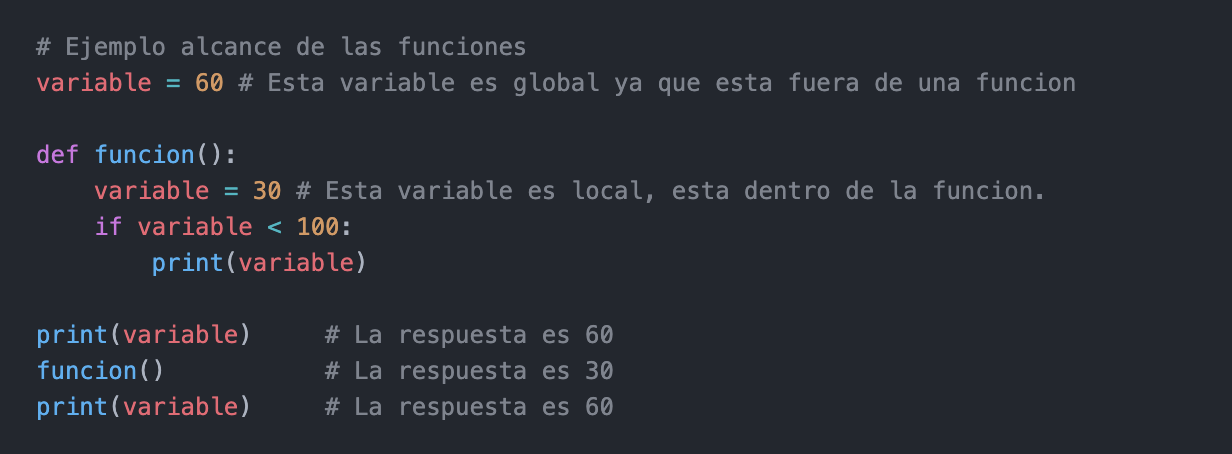 # Ejemplo alcance de las funciones
variable = 60 # Esta variable es global ya que esta fuera de una funcion
def funcion():
    variable = 30 # Esta variable es local, esta dentro de la funcion.
    if variable < 100:
        print(variable)
print(variable)     # La respuesta es 60
funcion()           # La respuesta es 30
print(variable)     # La respuesta es 60